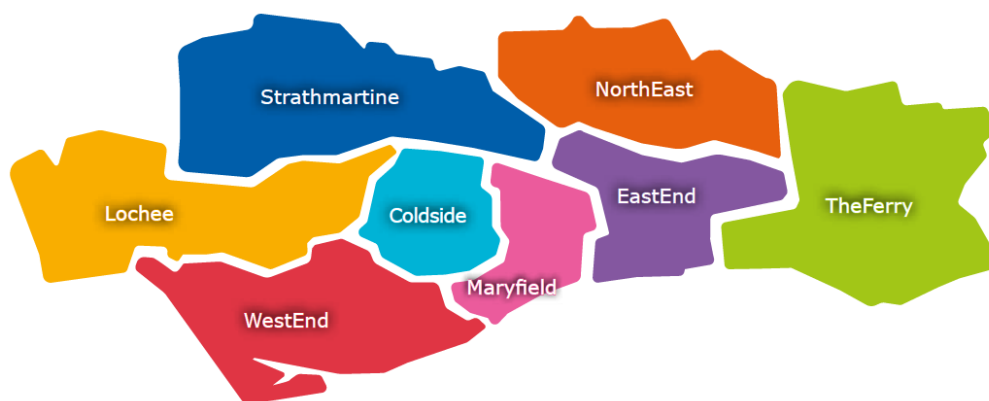 Strathmartine
NorthEast
Lochee
Coldside
EastEnd
TheFerry
Maryfield
WestEnd